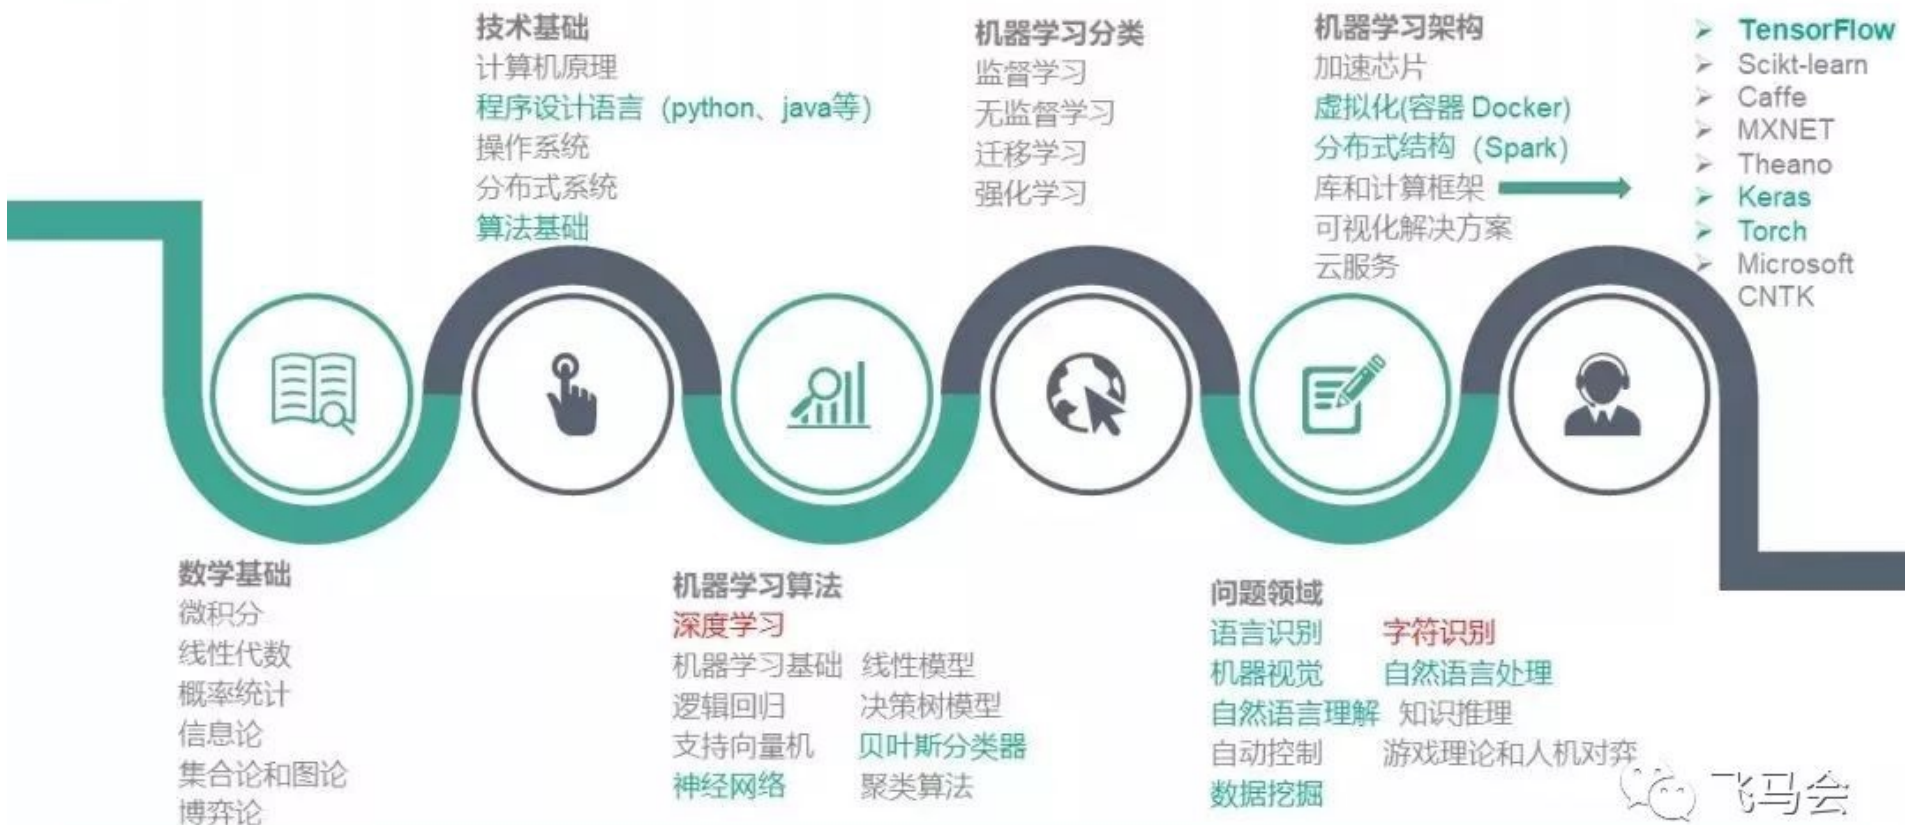 技术基础
计算机原理
程序设计语言（python、java等）
操作系统
分布式系统
算法基础
机器学习分类
监督学习
无监督学习
迁移学习
强化学习
机器学习架构
加速芯片
虚拟化(容器 Docker)
分布式结构（Spark）
库和计算框架
可视化解决方案
云服务
TensorFlow
Scikt-learn
Caffe
MXNET
Theano
Keras
Torch
Microsoft
CNTK
数学基础
微积分
线性代数
概率统计
信息论
集合论和图论
博弈论
机器学习算法
深度学习
机器学习基础 线性模型
逻辑回归 决策树模型
支持向量机 贝叶斯分类器
神经网络 聚类算法
问题领域
语言识别 字符识别
机器视觉 自然语言处理
自然语言理解 知识推理
自动控制 游戏理论和人机对弈
数据挖掘
飞马会